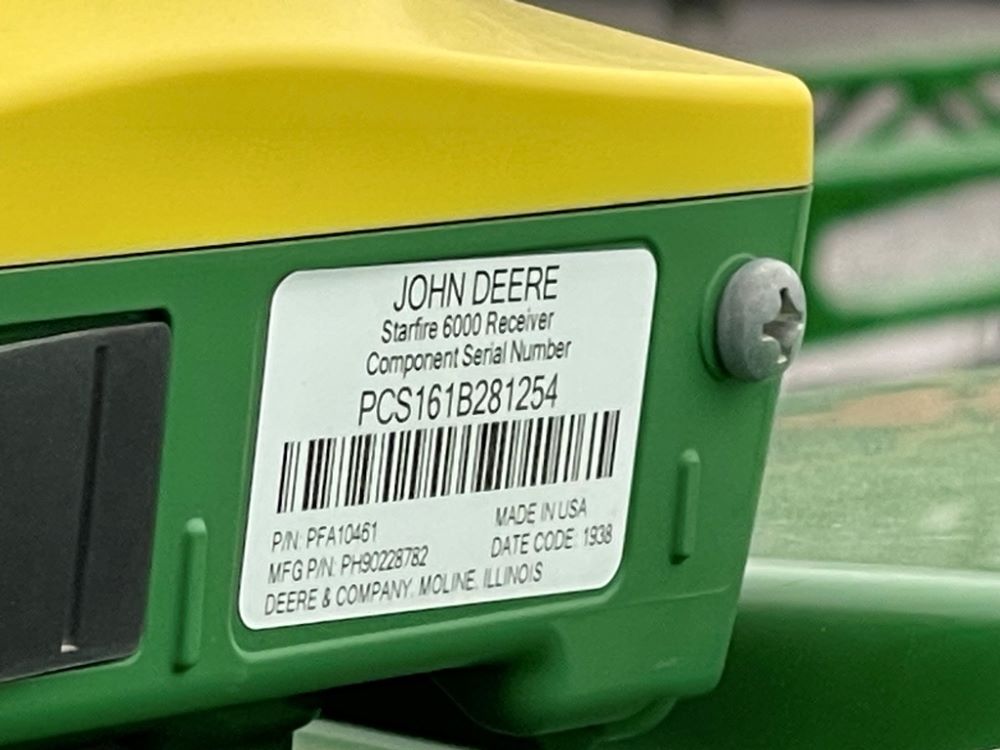 JOHN DEERE
Starfire 6000 Receiver
Component Serial Number
PCS161B281254
P/N: PFA10461
MADE IN USA
MFG P/N: PH90228782
DATE CODE: 1938
DEERE & COMPANY, MOLINE, ILLINOIS